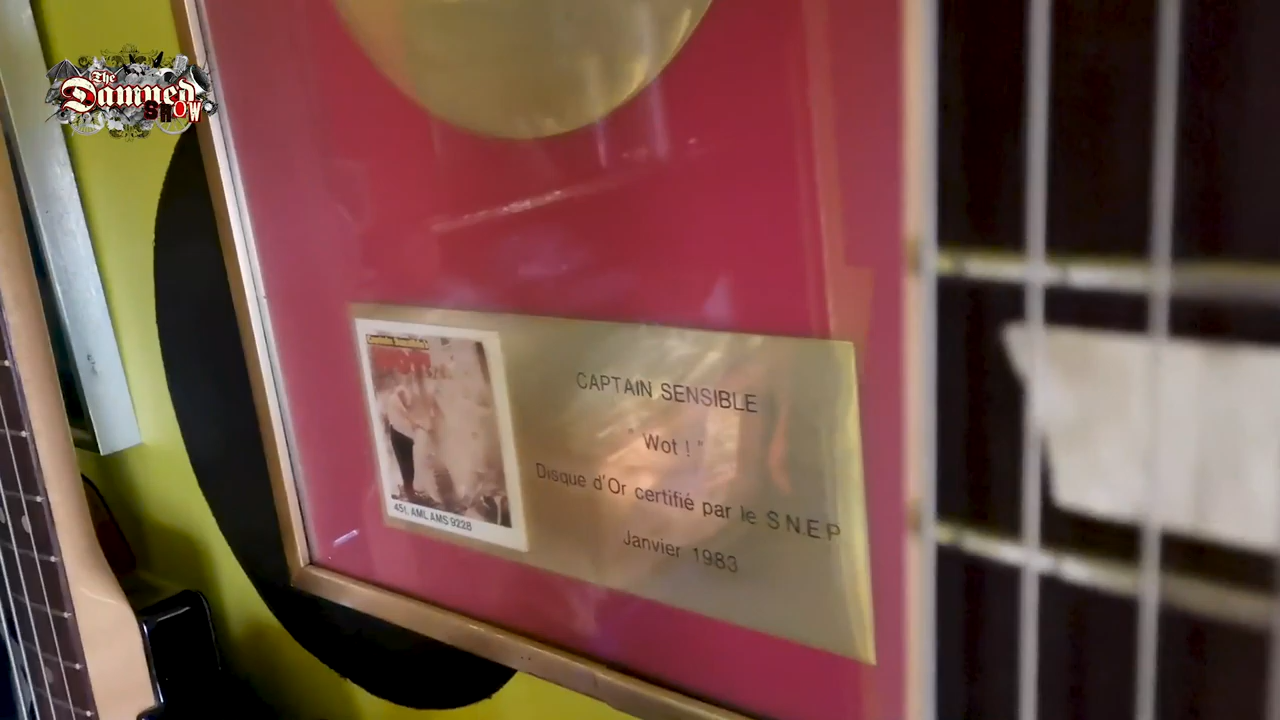 The
Damned
SHOW
Captain Sensible's
CAPTAIN SENSIBLE
" Wot ! "
Disque d'Or certifié par le S.N.E.P
Janvier 1983
45t. AML AMS 9228